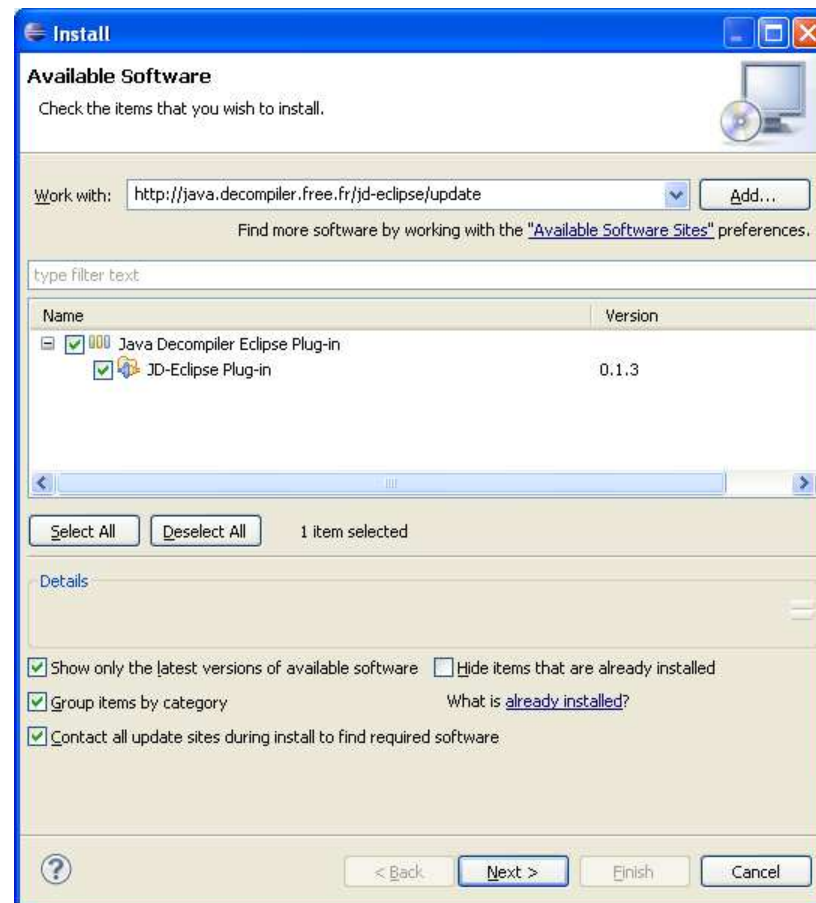 Install
Available Software
Check the items that you wish to install.
Work with: http://java.decompiler.free.fr/jd-eclipse/update Add...
Find more software by working with the "Available Software Sites" preferences.
type filter text
Name Version
Java Decompiler Eclipse Plug-in
JD-Eclipse Plug-in 0.1.3
Select All Deselect All 1 item selected
Details
Show only the latest versions of available software Hide items that are already installed
Group items by category What is already installed?
Contact all update sites during install to find required software
? < Back Next > Finish Cancel